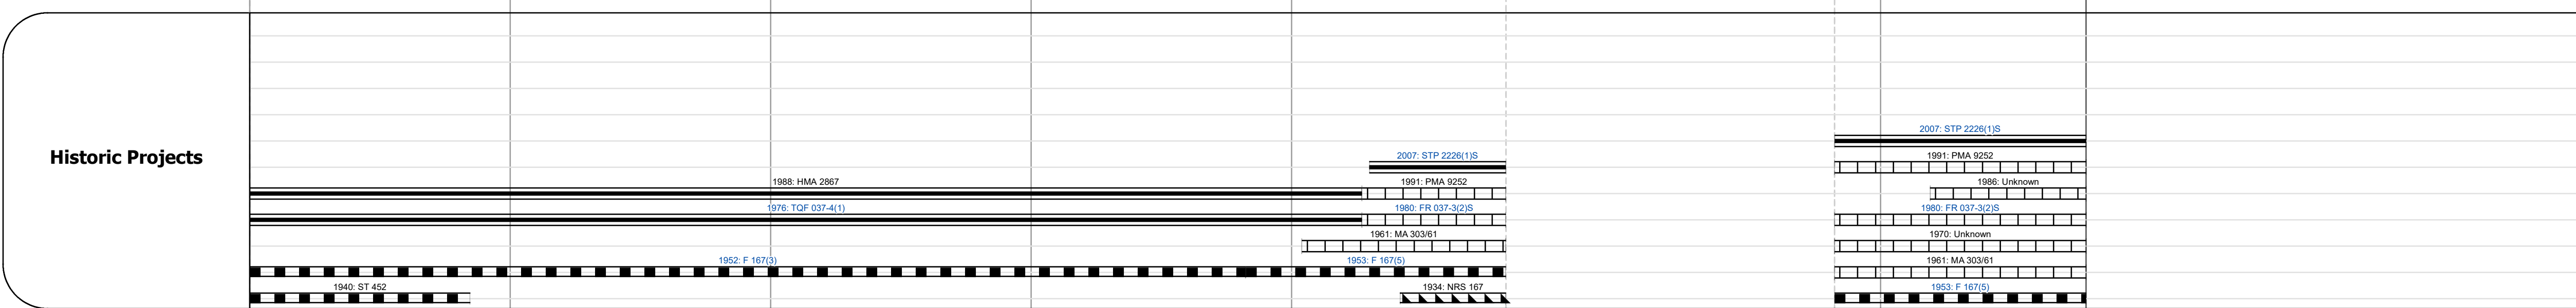 2007: STP 2226(1)S
2007: STP 2226(1)S
1991: PMA 9252
Historic Projects
1988: HMA 2867
1991: PMA 9252
1986: Unknown
1976: TQF 037-4(1)
1980: FR 037-3(2)S
1980: FR 037-3(2)S
1961: MA 303/61
1970: Unknown
1952: F 167(3)
1953: F 167(5)
1961: MA 303/61
1940: ST 452
1934: NRS 167
1953: F 167(5)